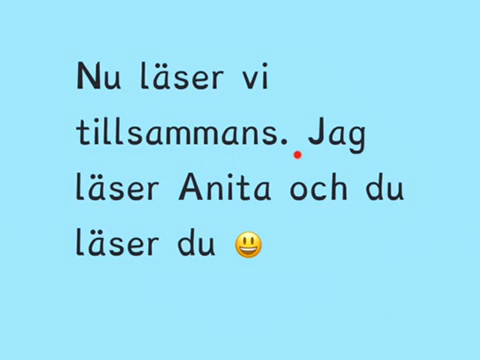 Nu läser vi
tillsammans. Jag
läser Anita och du
läser du 😃